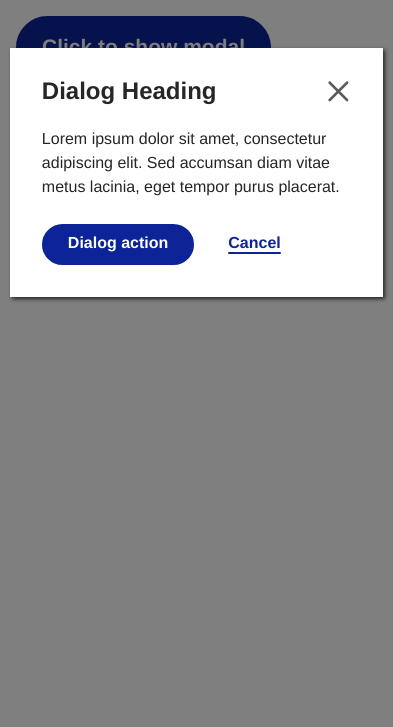 Click to show modal
Dialog Heading
Lorem ipsum dolor sit amet, consectetur
adipiscing elit. Sed accumsan diam vitae
metus lacinia, eget tempor purus placerat.
Dialog action
Cancel